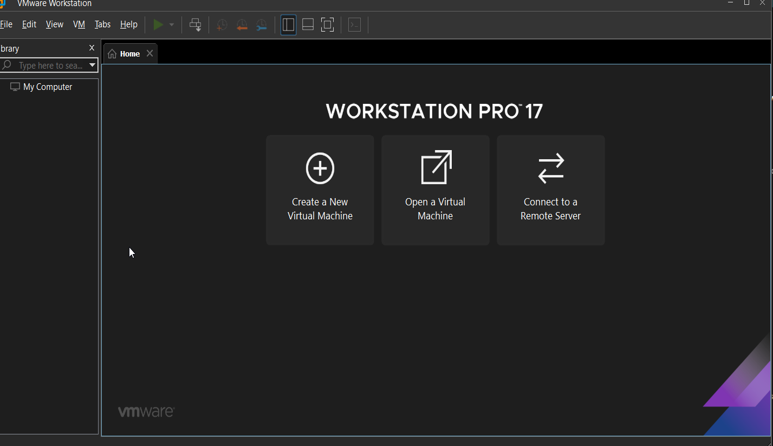 VMware Workstation
File Edit View VM Tabs Help
brary X
Type here to sea...
My Computer
Home
WORKSTATION PRO™ 17
Create a New
Virtual Machine
Open a Virtual
Machine
Connect to a
Remote Server
vmware